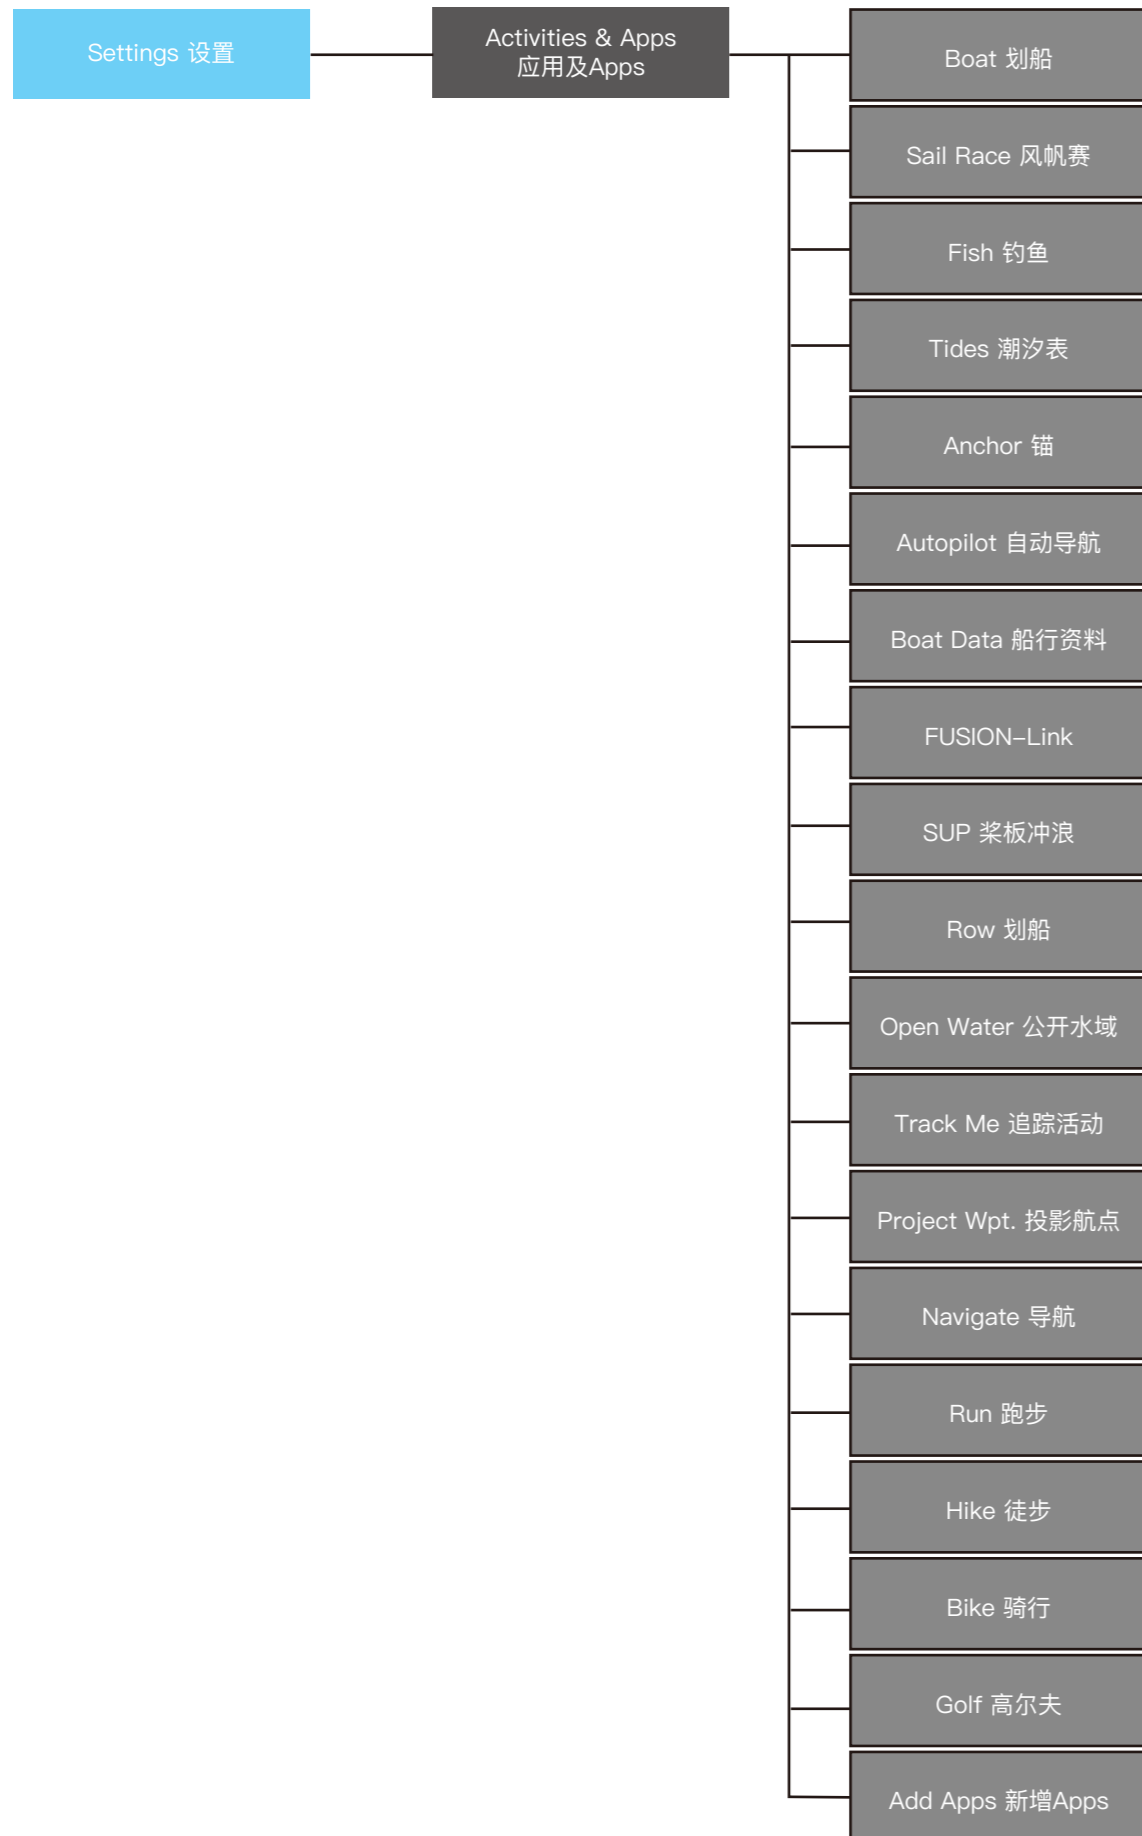 Settings 设置
Activities & Apps
应用及Apps
Boat 划船
Sail Race 风帆赛
Fish 钓鱼
Tides 潮汐表
Anchor 锚
Autopilot 自动导航
Boat Data 船行资料
FUSION-Link
SUP 桨板冲浪
Row 划船
Open Water 公开水域
Track Me 追踪活动
Project Wpt. 投影航点
Navigate 导航
Run 跑步
Hike 徒步
Bike 骑行
Golf 高尔夫
Add Apps 新增Apps